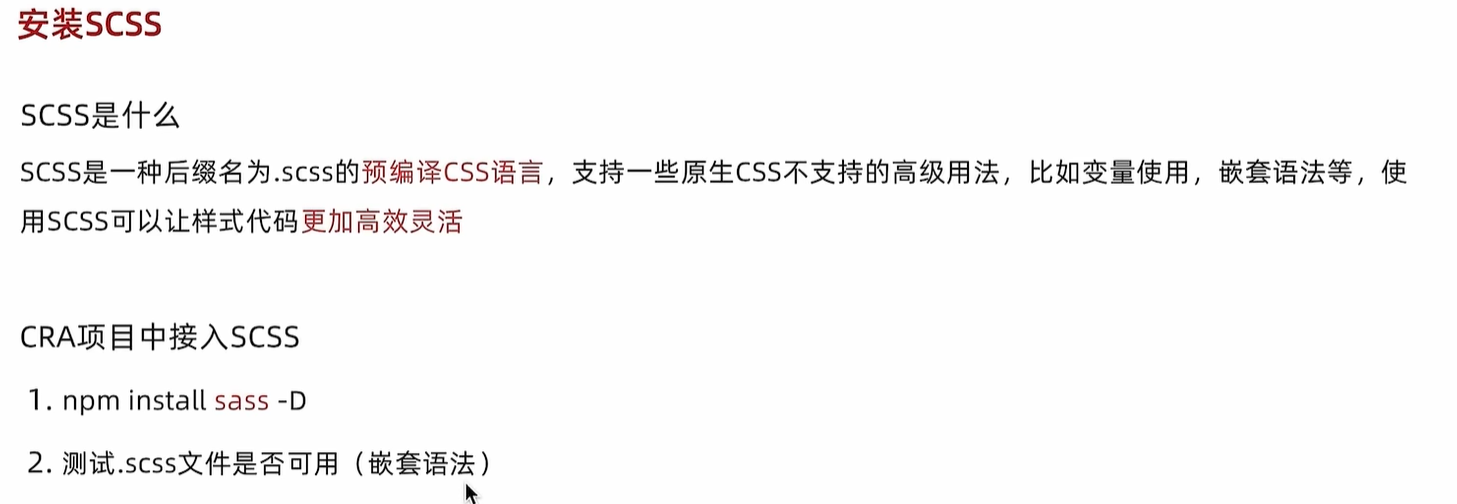 安装SCSS
SCSS是什么
SCSS是一种后缀名为.scss的预编译CSS语言，支持一些原生CSS不支持的高级用法，比如变量使用，嵌套语法等，使
用SCSS可以让样式代码更加高效灵活
CRA项目中接入SCSS
1. npm install sass -D
2. 测试.scss文件是否可用（嵌套语法）